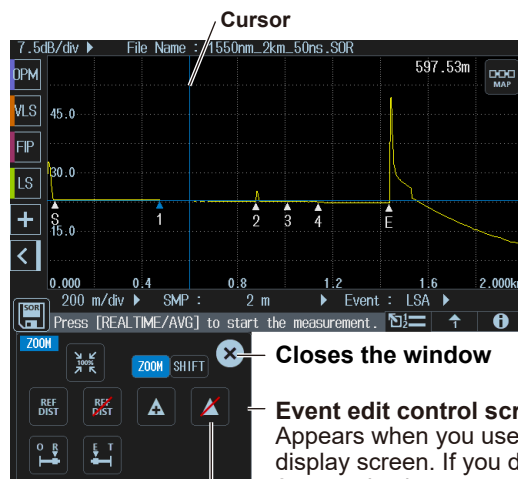 Cursor
7.5dB/div File Name : 1550nm_2km_50ns.SOR
597.53m
OPM
MAP
VLS
45.0
FIP
30.0
LS
S 1 2 3 4 E
15.0
0.000 0.4 0.8 1.2 1.6 2.000km
200 m/div SMP : 2 m Event : LSA
SOR
Press [REALTIME/AVG] to start the measurement.
ZOOM
100%
ZOOM SHIFT
Closes the window
REF DIST REF DIST
Event edit control scr
Appears when you use
display screen. If you d
O R E T